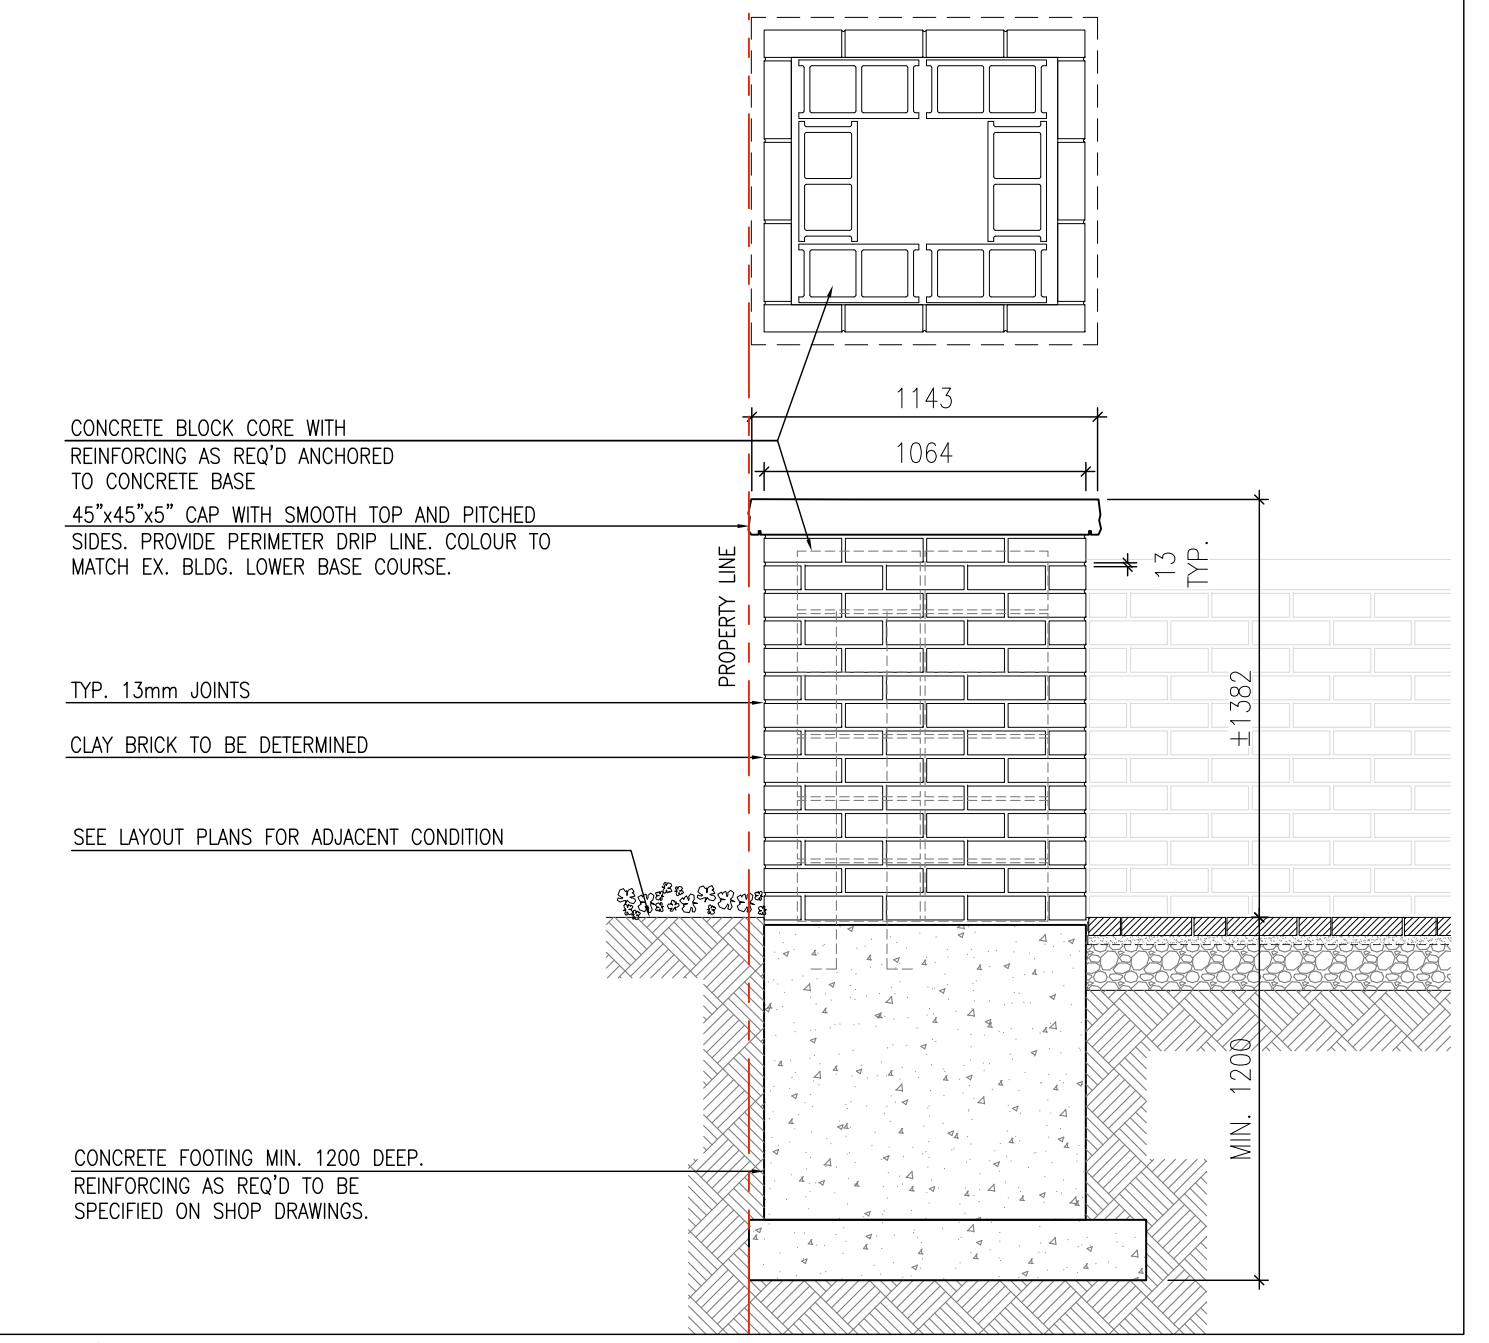 1143
1064
CONCRETE BLOCK CORE WITH
REINFORCING AS REQ'D ANCHORED
TO CONCRETE BASE
45"x45"x5" CAP WITH SMOOTH TOP AND PITCHED
SIDES. PROVIDE PERIMETER DRIP LINE. COLOUR TO
MATCH EX. BLDG. LOWER BASE COURSE.
PROPERTY LINE
13
TYP.
TYP. 13mm JOINTS
±1382
CLAY BRICK TO BE DETERMINED
SEE LAYOUT PLANS FOR ADJACENT CONDITION
MIN. 1200
CONCRETE FOOTING MIN. 1200 DEEP.
REINFORCING AS REQ'D TO BE
SPECIFIED ON SHOP DRAWINGS.